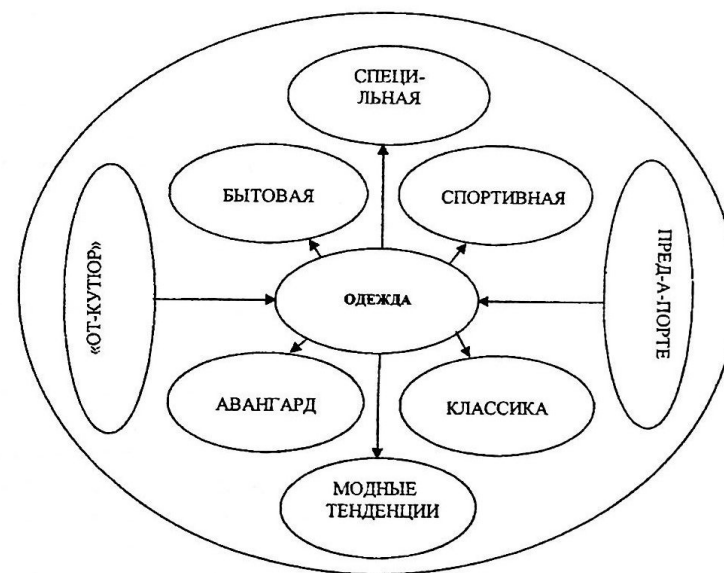 СПЕЦИ-
ЛЬНАЯ
БЫТОВАЯ
СПОРТИВНАЯ
«ОТ-КУТЮР»
ОДЕЖДА
ПРЕД-А-ПОРТЕ
АВАНГАРД
КЛАССИКА
МОДНЫЕ
ТЕНДЕНЦИИ